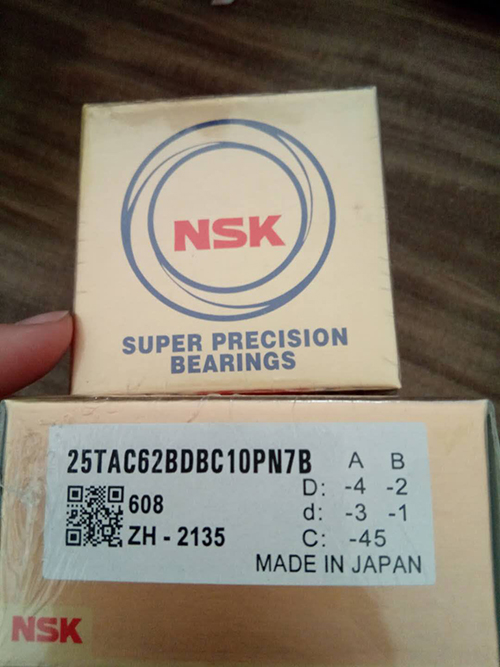 NSK
SUPER PRECISION
BEARINGS
25TAC62BDBC10PN7B A B
D: -4 -2
608
d: -3 -1
ZH - 2135
C: -45
MADE IN JAPAN
NSK